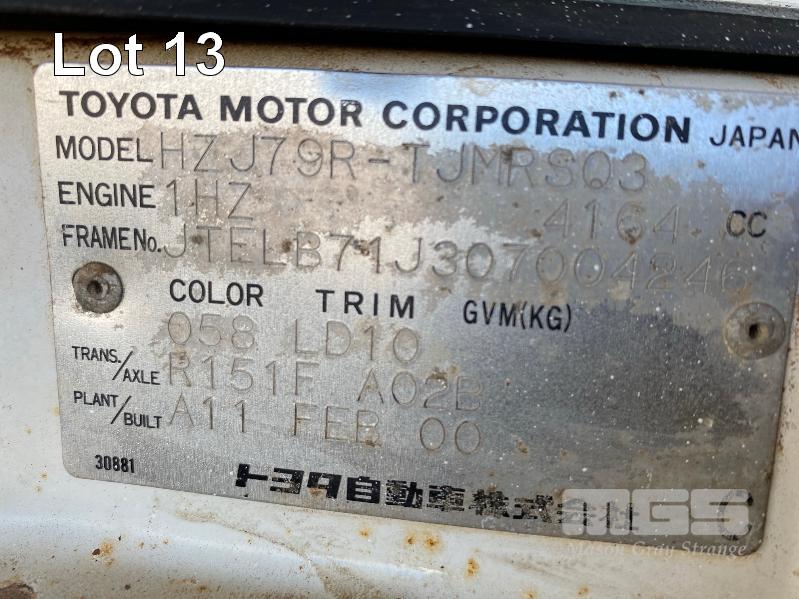 Lot 13
TOYOTA MOTOR CORPORATION JAPAN
MODEL HZJ79R-TJMRSQ3
ENGINE 1HZ 4164 CC
FRAME No. JTELB71J307004246
COLOR TRIM GVM(KG)
058 LD10
TRANS./AXLE R151F A02B
PLANT/BUILT A11 FEB 00
30881
トヨタ自動車株式会社
MGS
Mason Gray Strange